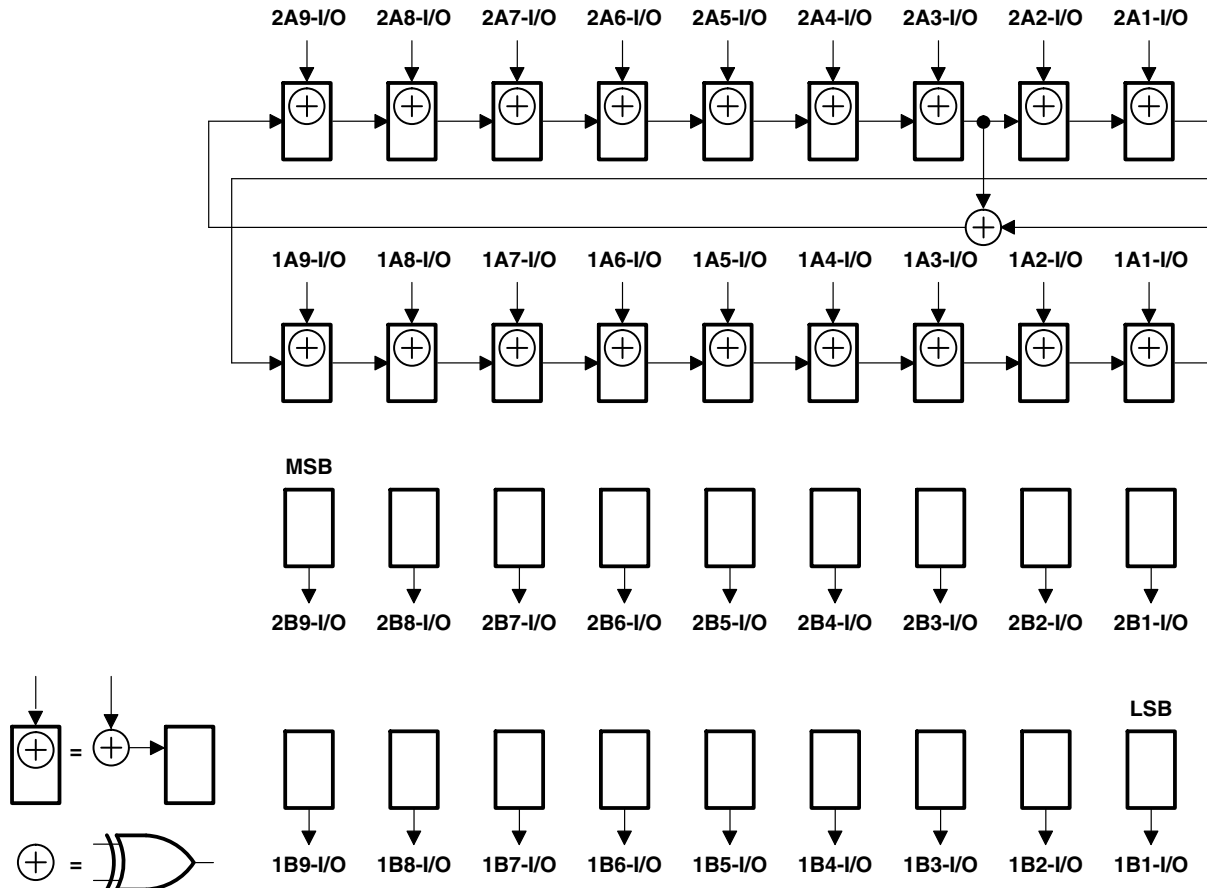 2A9-I/O 2A8-I/O 2A7-I/O 2A6-I/O 2A5-I/O 2A4-I/O 2A3-I/O 2A2-I/O 2A1-I/O
1A9-I/O 1A8-I/O 1A7-I/O 1A6-I/O 1A5-I/O 1A4-I/O 1A3-I/O 1A2-I/O 1A1-I/O
MSB
2B9-I/O 2B8-I/O 2B7-I/O 2B6-I/O 2B5-I/O 2B4-I/O 2B3-I/O 2B2-I/O 2B1-I/O
LSB
=
=
1B9-I/O 1B8-I/O 1B7-I/O 1B6-I/O 1B5-I/O 1B4-I/O 1B3-I/O 1B2-I/O 1B1-I/O